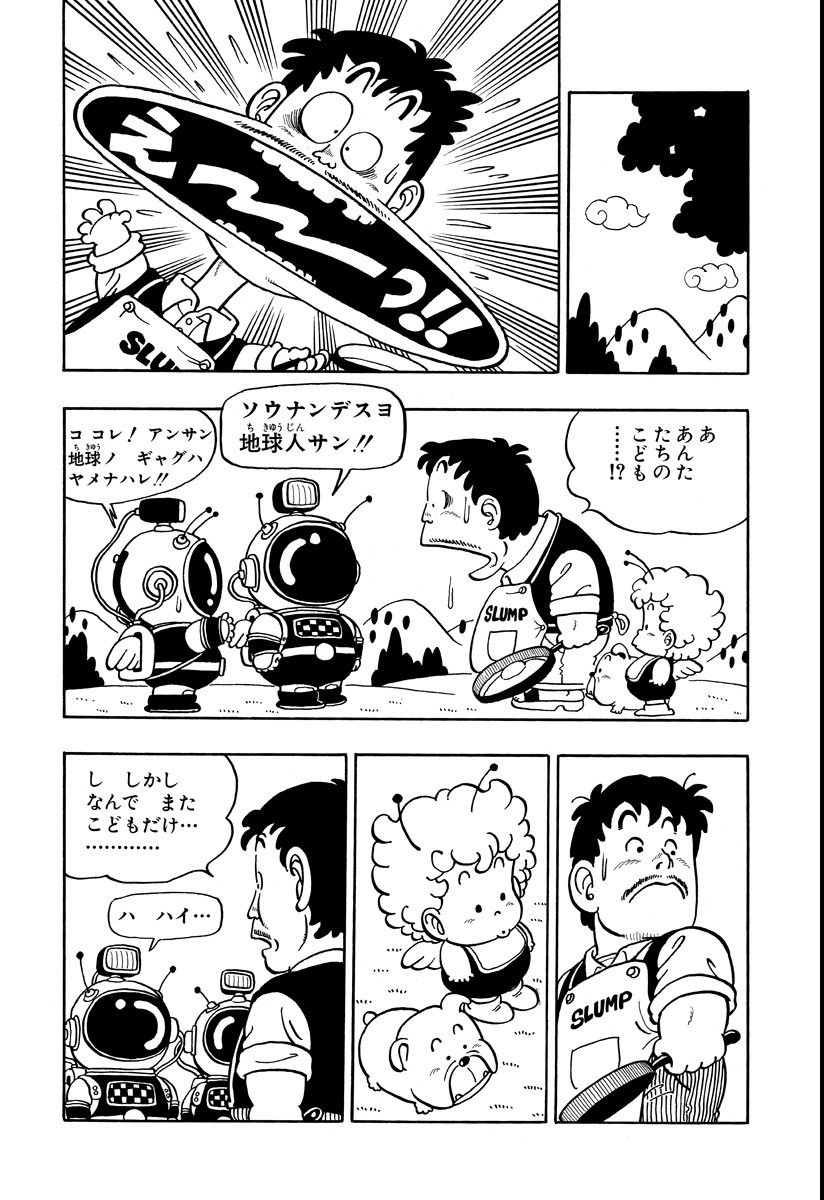 え〜〜っ!!
SLUMP
あ
あんた
たちの
こども
……!?
SLUMP
ソウナンデスヨ
地球人サン!!
コ コレ! アンサン
地球ノ ギャグハ
ヤメナハレ!!
SLUMP
し しかし
なんで また
こどもだけ…
…………
ハ ハイ…